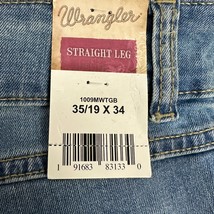 Wrangler
STRAIGHT LEG
1009MWTGB
35/19 X 34
1 91683 83133 0